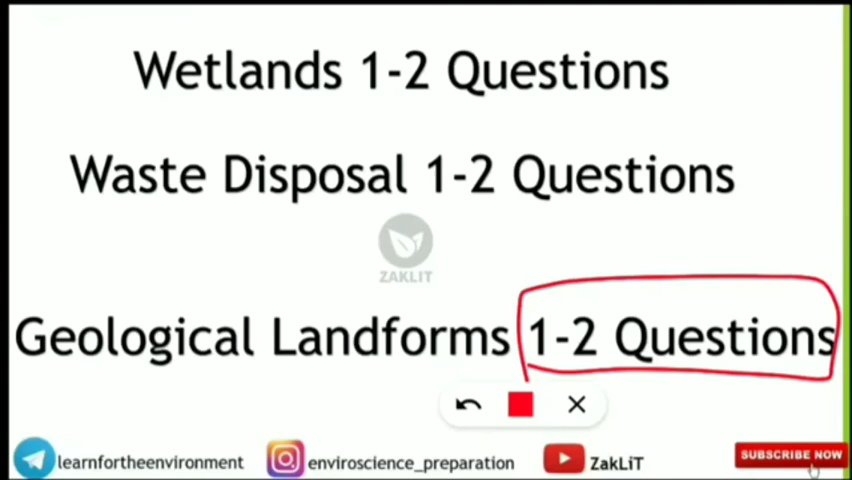 Wetlands 1-2 Questions
Waste Disposal 1-2 Questions
ZAKLIT
Geological Landforms 1-2 Questions
learnfortheenvironment enviroscience_preparation ZakLiT SUBSCRIBE NOW